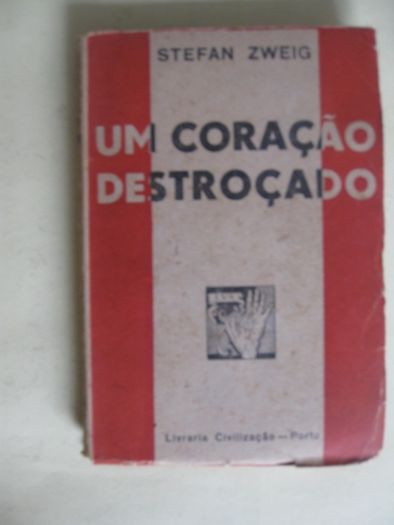 STEFAN ZWEIG
UM CORAÇÃO
DESTROÇADO
Livraria Civilização — Porto